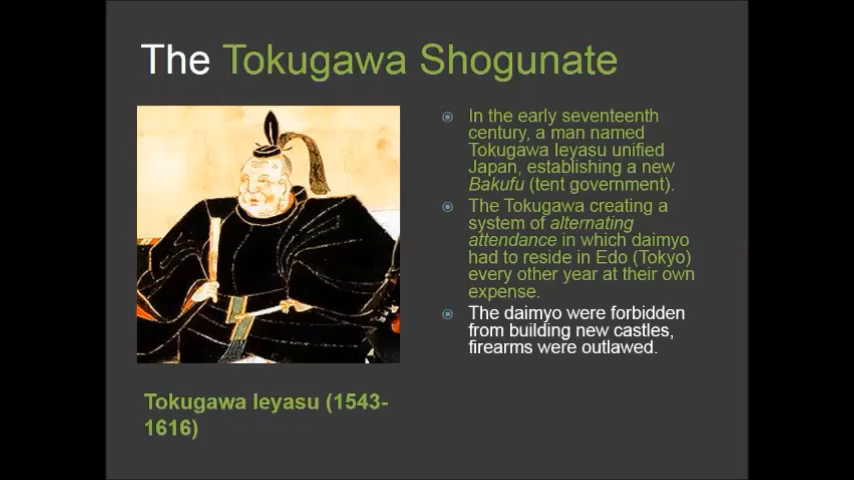 The Tokugawa Shogunate
In the early seventeenth
century, a man named
Tokugawa Ieyasu unified
Japan, establishing a new
Bakufu (tent government).
The Tokugawa creating a
system of alternating
attendance in which daimyo
had to reside in Edo (Tokyo)
every other year at their own
expense.
The daimyo were forbidden
from building new castles,
firearms were outlawed.
Tokugawa Ieyasu (1543-
1616)